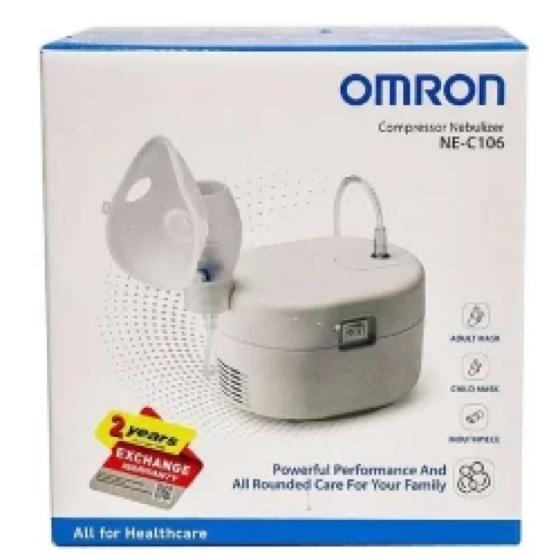 OMRON
Compressor Nebulizer
NE-C106
ADULT MASK
CHILD MASK
MOUTHPIECE
2 years
EXCHANGE
WARRANTY
Powerful Performance And
All Rounded Care For Your Family
All for Healthcare